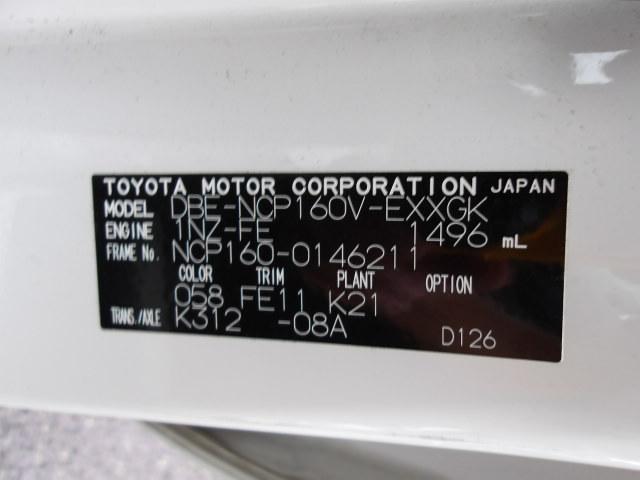 TOYOTA MOTOR CORPORATION JAPAN
MODEL DBE-NCP160V-EXXGK
ENGINE 1NZ-FE 1496 mL
FRAME No. NCP160-0146211
COLOR TRIM PLANT OPTION
058 FE11 K21
TRANS./AXLE K312 -08A
D126